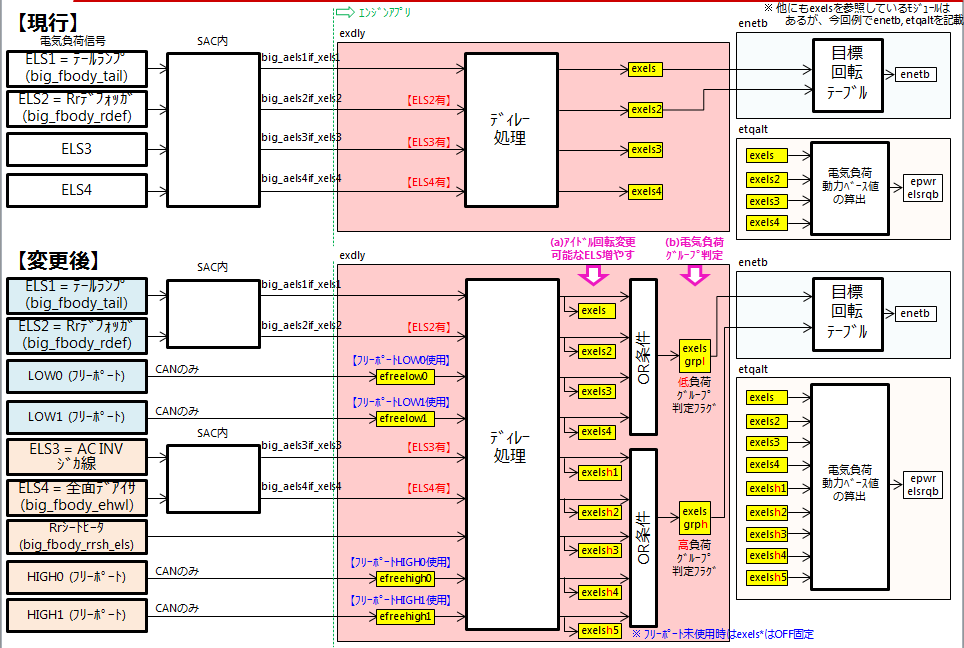 ※ 他にもexelsを参照しているﾓｼﾞｭｰﾙは
あるが、今回例でenetb, etqaltを記載
【現行】
電気負荷信号
SAC内
エンジンアプリ
exdly
enetb
ELS1 = ﾃｰﾙﾗﾝﾌﾟ
(big_fbody_tail)
ELS2 = Rrﾃﾞﾌｫｯｶﾞ
(big_fbody_rdef)
ELS3
ELS4
big_aels1if_xels1
big_aels2if_xels2
big_aels3if_xels3
big_aels4if_xels4
【ELS2有】
【ELS3有】
【ELS4有】
ﾃﾞｨﾚｰ
処理
exels
exels2
exels3
exels4
目標
回転
ﾃｰﾌﾞﾙ
enetb
etqalt
exels
exels2
exels3
exels4
電気負荷
動力ﾍﾞｰｽ値
の算出
epwr
elsrqb
【変更後】
SAC内
exdly
(a)ｱｲﾄﾞﾙ回転変更
可能なELS増やす
(b)電気負荷
ｸﾞﾙｰﾌﾟ判定
enetb
ELS1 = ﾃｰﾙﾗﾝﾌﾟ
(big_fbody_tail)
ELS2 = Rrﾃﾞﾌｫｯｶﾞ
(big_fbody_rdef)
LOW0 (ﾌﾘｰﾎﾟｰﾄ)
LOW1 (ﾌﾘｰﾎﾟｰﾄ)
ELS3 = AC INV
ｼﾞｶ線
ELS4 = 全面ﾃﾞｱｲｻ
(big_fbody_ehwl)
Rrｼｰﾄﾋｰﾀ
(big_fbody_rrsh_els)
HIGH0 (ﾌﾘｰﾎﾟｰﾄ)
HIGH1 (ﾌﾘｰﾎﾟｰﾄ)
CANのみ
CANのみ
SAC内
CANのみ
CANのみ
big_aels1if_xels1
big_aels2if_xels2
【ELS2有】
【ﾌﾘｰﾎﾟｰﾄLOW0使用】
efreelow0
【ﾌﾘｰﾎﾟｰﾄLOW1使用】
efreelow1
big_aels3if_xels3
【ELS3有】
big_aels4if_xels4
【ELS4有】
【ﾌﾘｰﾎﾟｰﾄHIGH0使用】
efreehigh0
【ﾌﾘｰﾎﾟｰﾄHIGH1使用】
efreehigh1
ﾃﾞｨﾚｰ
処理
exels
exels2
exels3
exels4
exelsh1
exelsh2
exelsh3
exelsh4
exelsh5
OR条件
OR条件
exels
grpl
低負荷
ｸﾞﾙｰﾌﾟ
判定ﾌﾗｸﾞ
exels
grph
高負荷
ｸﾞﾙｰﾌﾟ
判定ﾌﾗｸﾞ
※ ﾌﾘｰﾎﾟｰﾄ未使用時はexels*はOFF固定
目標
回転
ﾃｰﾌﾞﾙ
enetb
etqalt
exels
exels2
exels3
exels4
exelsh1
exelsh2
exelsh3
exelsh4
exelsh5
電気負荷
動力ﾍﾞｰｽ値
の算出
epwr
elsrqb